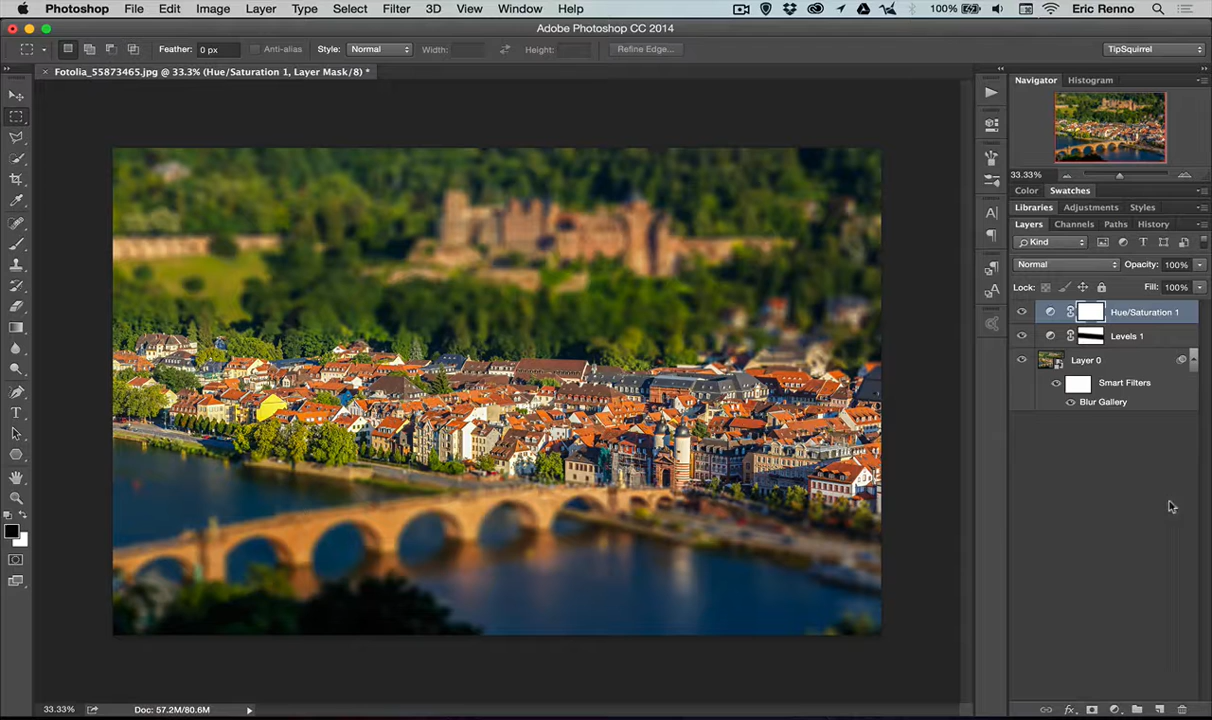 Photoshop File Edit Image Layer Type Select Filter 3D View Window Help 100% Eric Renno
Adobe Photoshop CC 2014
Feather: 0 px Anti-alias Style: Normal Width: Height: Refine Edge... TipSquirrel
× Fotolia_55873465.jpg @ 33.3% (Hue/Saturation 1, Layer Mask/8) *
Navigator Histogram
33.33%
Color Swatches
Libraries Adjustments Styles
Layers Channels Paths History
Kind
Normal Opacity: 100%
Lock: Fill: 100%
Hue/Saturation 1
Levels 1
Layer 0
Smart Filters
Blur Gallery
33.33% Doc: 57.2M/80.6M